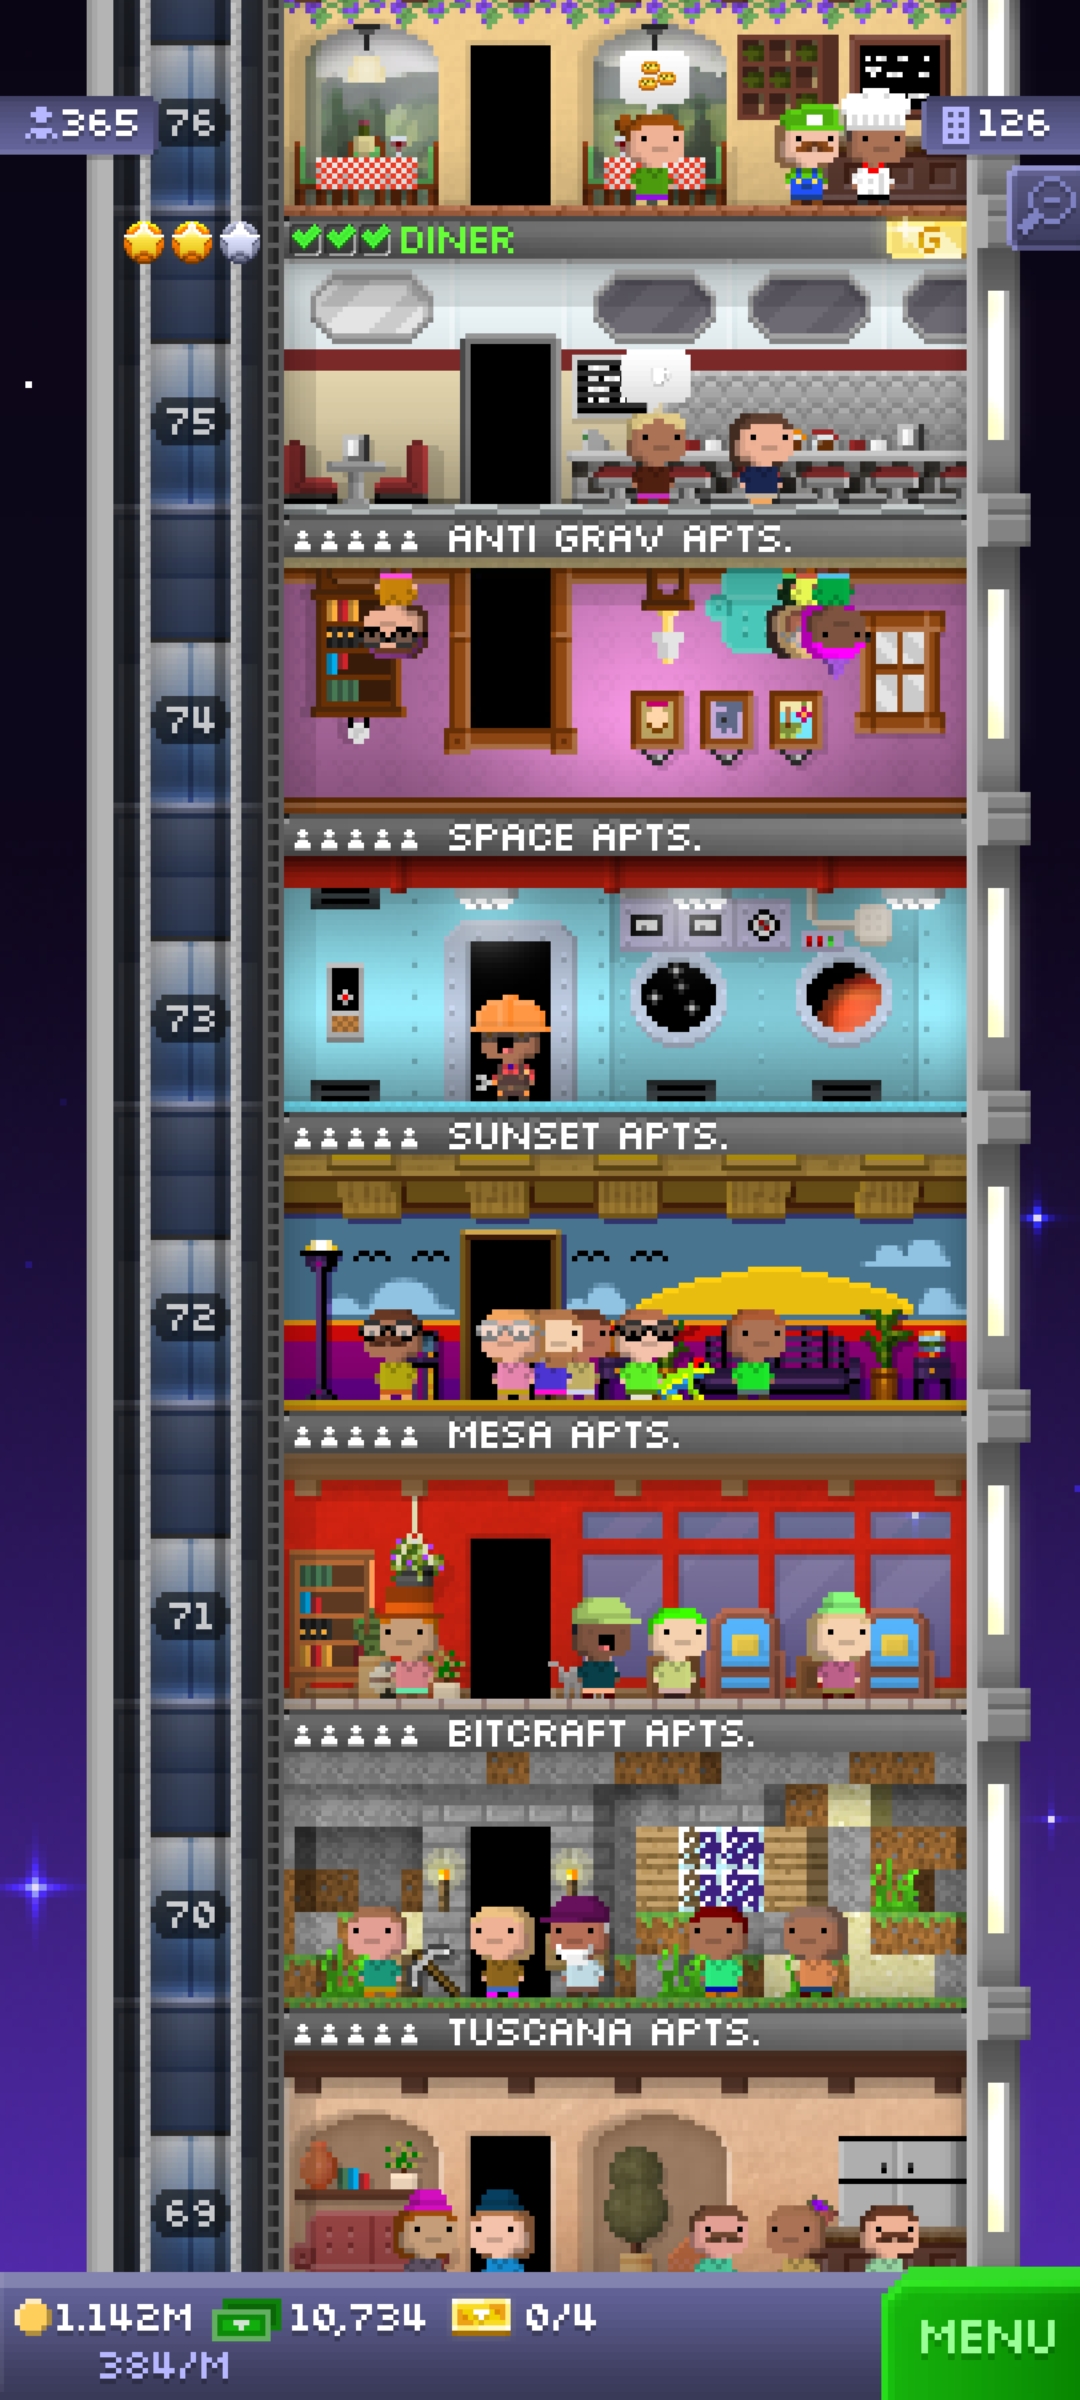 365
76
126
DINER
G
75
ANTI GRAV APTS.
74
SPACE APTS.
73
SUNSET APTS.
72
MESA APTS.
71
BITCRAFT APTS.
70
TUSCANA APTS.
69
1.142M 10,734 0/4
384/M
MENU